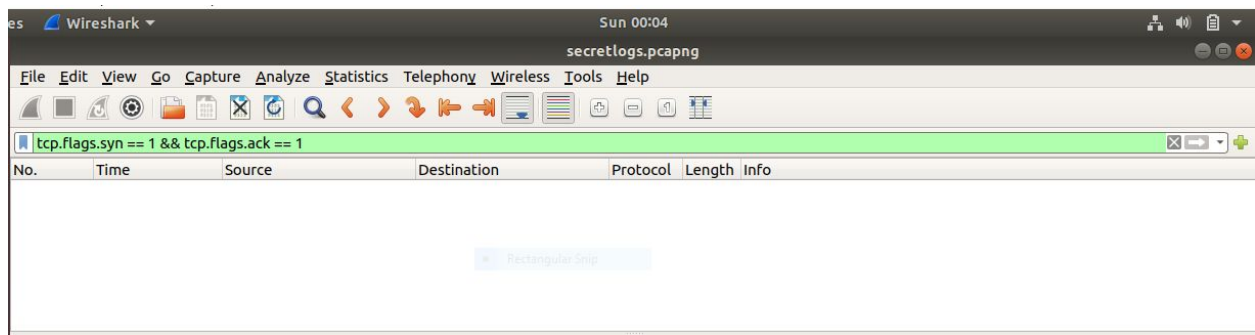 es Wireshark ▾ Sun 00:04
secretlogs.pcapng
File Edit View Go Capture Analyze Statistics Telephony Wireless Tools Help
tcp.flags.syn == 1 && tcp.flags.ack == 1
No. Time Source Destination Protocol Length Info
Rectangular Snip